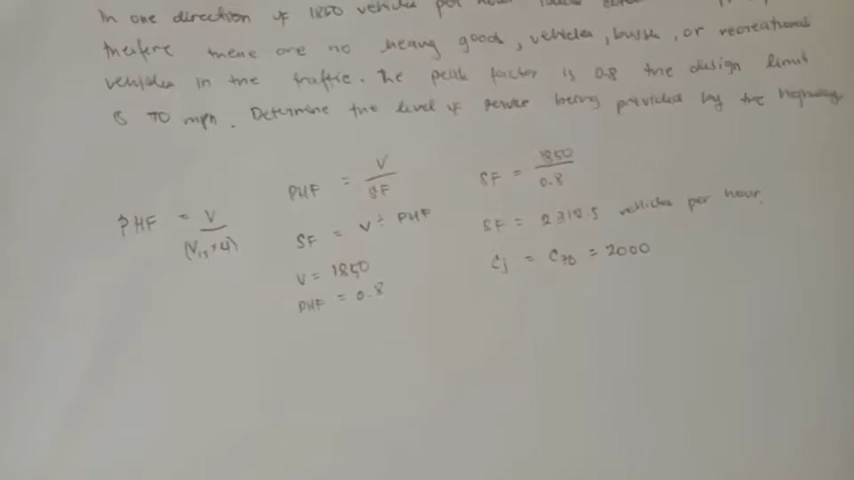 In one direction of 1850 vehicles per hour
therefore there are no heavy goods, vehicles, buses, or recreational
vehicles in the traffic. The peak factor is 0.8 the design limit
is 70 mph. Determine the level of service being provided by the highway
PHF = V / (V15×4)
PHF = V / SF
SF = V ÷ PHF
V = 1850
PHF = 0.8
SF = 1850 / 0.8
SF = 2312.5 vehicles per hour.
Cj = C70 = 2000